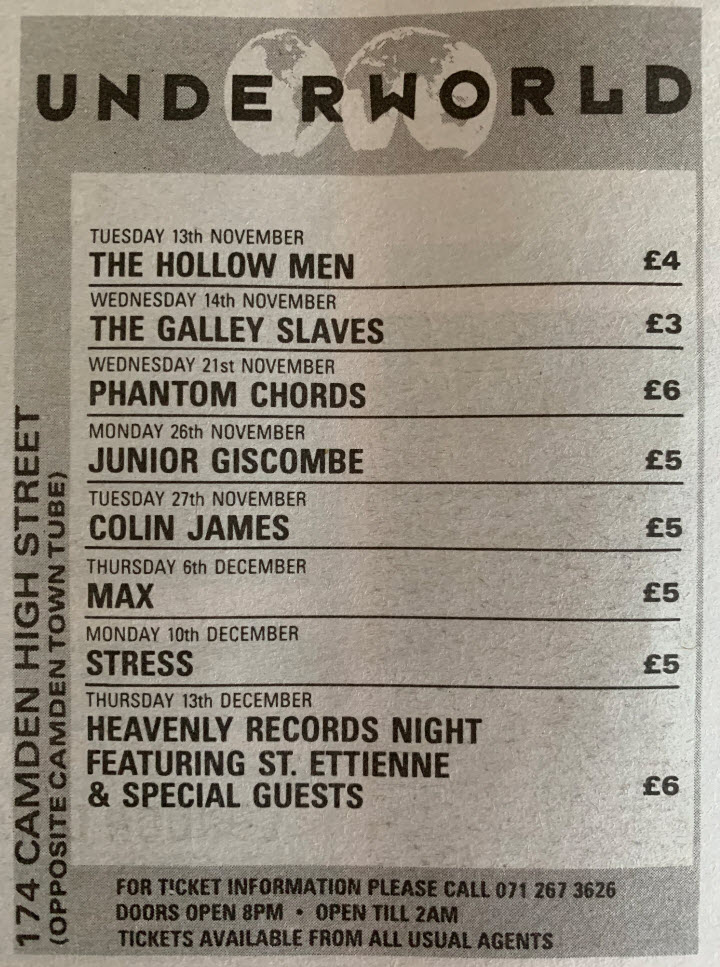 UNDERWORLD
TUESDAY 13th NOVEMBER
THE HOLLOW MEN £4
WEDNESDAY 14th NOVEMBER
THE GALLEY SLAVES £3
WEDNESDAY 21st NOVEMBER
PHANTOM CHORDS £6
MONDAY 26th NOVEMBER
JUNIOR GISCOMBE £5
TUESDAY 27th NOVEMBER
COLIN JAMES £5
THURSDAY 6th DECEMBER
MAX £5
MONDAY 10th DECEMBER
STRESS £5
THURSDAY 13th DECEMBER
HEAVENLY RECORDS NIGHT
FEATURING ST. ETTIENNE
& SPECIAL GUESTS £6
174 CAMDEN HIGH STREET
(OPPOSITE CAMDEN TOWN TUBE)
FOR TICKET INFORMATION PLEASE CALL 071 267 3626
DOORS OPEN 8PM • OPEN TILL 2AM
TICKETS AVAILABLE FROM ALL USUAL AGENTS